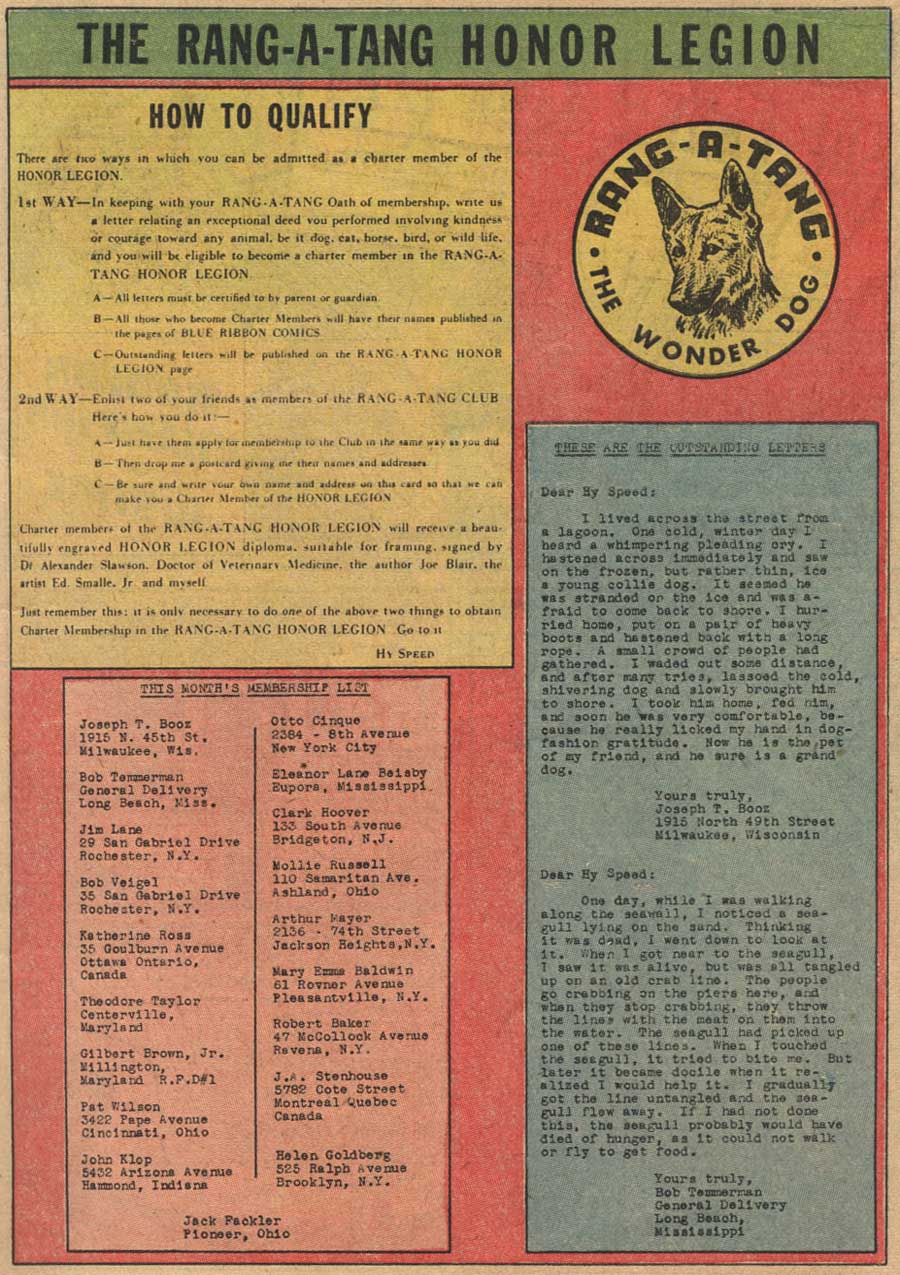 THE RANG-A-TANG HONOR LEGION
HOW TO QUALIFY
There are two ways in which you can be admitted as a charter member of the
HONOR LEGION.
1st WAY—In keeping with your RANG-A-TANG Oath of membership, write us
a letter relating an exceptional deed you performed involving kindness
or courage toward any animal, be it dog, cat, horse, bird, or wild life,
and you will be eligible to become a charter member in the RANG-A-
TANG HONOR LEGION
A—All letters must be certified to by parent or guardian
B—All those who become Charter Members will have their names published in
the pages of BLUE RIBBON COMICS
C—Outstanding letters will be published on the RANG-A-TANG HONOR
LEGION page
2nd WAY—Enlist two of your friends as members of the RANG-A-TANG CLUB
Here's how you do it:—
A—Just have them apply for membership to the Club in the same way as you did
B—Then drop me a postcard giving me their names and addresses
C—Be sure and write your own name and address on this card so that we can
make you a Charter Member of the HONOR LEGION
Charter members of the RANG-A-TANG HONOR LEGION will receive a beau-
tifully engraved HONOR LEGION diploma, suitable for framing, signed by
Dr Alexander Slawson, Doctor of Veterinary Medicine, the author Joe Blair, the
artist Ed. Smalle, Jr. and myself
Just remember this: it is only necessary to do one of the above two things to obtain
Charter Membership in the RANG-A-TANG HONOR LEGION Go to it
HY SPEED
RANG-A-TANG
• THE WONDER DOG •
THIS MONTH'S MEMBERSHIP LIST
Joseph T. Booz
1915 N. 45th St.
Milwaukee, Wis.
Bob Temmerman
General Delivery
Long Beach, Miss.
Jim Lane
29 San Gabriel Drive
Rochester, N.Y.
Bob Veigel
35 San Gabriel Drive
Rochester, N.Y.
Katherine Ross
35 Goulburn Avenue
Ottawa Ontario,
Canada
Theodore Taylor
Centerville,
Maryland
Gilbert Brown, Jr.
Millington,
Maryland R.F.D#1
Pat Wilson
3422 Pape Avenue
Cincinnati, Ohio
John Klop
5432 Arizona Avenue
Hammond, Indiana
Otto Cinque
2384 - 8th Avenue
New York City
Eleanor Lane Beisby
Eupora, Mississippi.
Clark Hoover
133 South Avenue
Bridgeton, N.J.
Mollie Russell
110 Samaritan Ave.
Ashland, Ohio
Arthur Mayer
2136 - 74th Street
Jackson Heights,N.Y.
Mary Emma Baldwin
61 Rovner Avenue
Pleasantville, N.Y.
Robert Baker
47 McCollock Avenue
Ravena, N.Y.
J.A. Stenhouse
5782 Cote Street
Montreal Quebec
Canada
Helen Goldberg
525 Ralph Avenue
Brooklyn, N.Y.
Jack Fackler
Pioneer, Ohio
THESE ARE THE OUTSTANDING LETTERS
Dear Hy Speed:
I lived across the street from
a lagoon. One cold, winter day I
heard a whimpering pleading cry. I
hastened across immediately and saw
on the frozen, but rather thin, ice
a young collie dog. It seemed he
was stranded on the ice and was a-
fraid to come back to shore. I hur-
ried home, put on a pair of heavy
boots and hastened back with a long
rope. A small crowd of people had
gathered. I waded out some distance,
and after many tries, lassoed the cold,
shivering dog and slowly brought him
to shore. I took him home, fed him,
and soon he was very comfortable, be-
cause he really licked my hand in dog-
fashion gratitude. Now he is the pet
of my friend, and he sure is a grand
dog.
Yours truly,
Joseph T. Booz
1915 North 49th Street
Milwaukee, Wisconsin
Dear Hy Speed:
One day, while I was walking
along the seawall, I noticed a sea-
gull lying on the sand. Thinking
it was dead, I went down to look at
it. When I got near to the seagull,
I saw it was alive, but was all tangled
up on an old crab line. The people
go crabbing on the piers here, and
when they stop crabbing, they throw
the lines with the meat on them into
the water. The seagull had picked up
one of these lines. When I touched
the seagull, it tried to bite me. But
later it became docile when it re-
alized I would help it. I gradually
got the line untangled and the sea-
gull flew away. If I had not done
this, the seagull probably would have
died of hunger, as it could not walk
or fly to get food.
Yours truly,
Bob Temmerman
General Delivery
Long Beach,
Mississippi